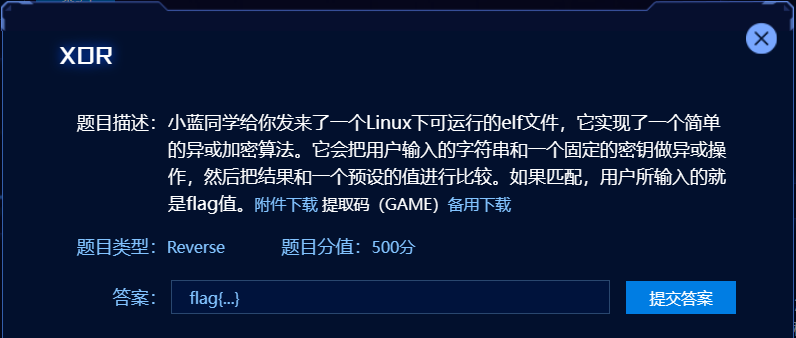 XOR
题目描述：小蓝同学给你发来了一个Linux下可运行的elf文件，它实现了一个简单
的异或加密算法。它会把用户输入的字符串和一个固定的密钥做异或操
作，然后把结果和一个预设的值进行比较。如果匹配，用户所输入的就
是flag值。附件下载 提取码（GAME）备用下载
题目类型：Reverse 题目分值：500分
答案： flag{...} 提交答案